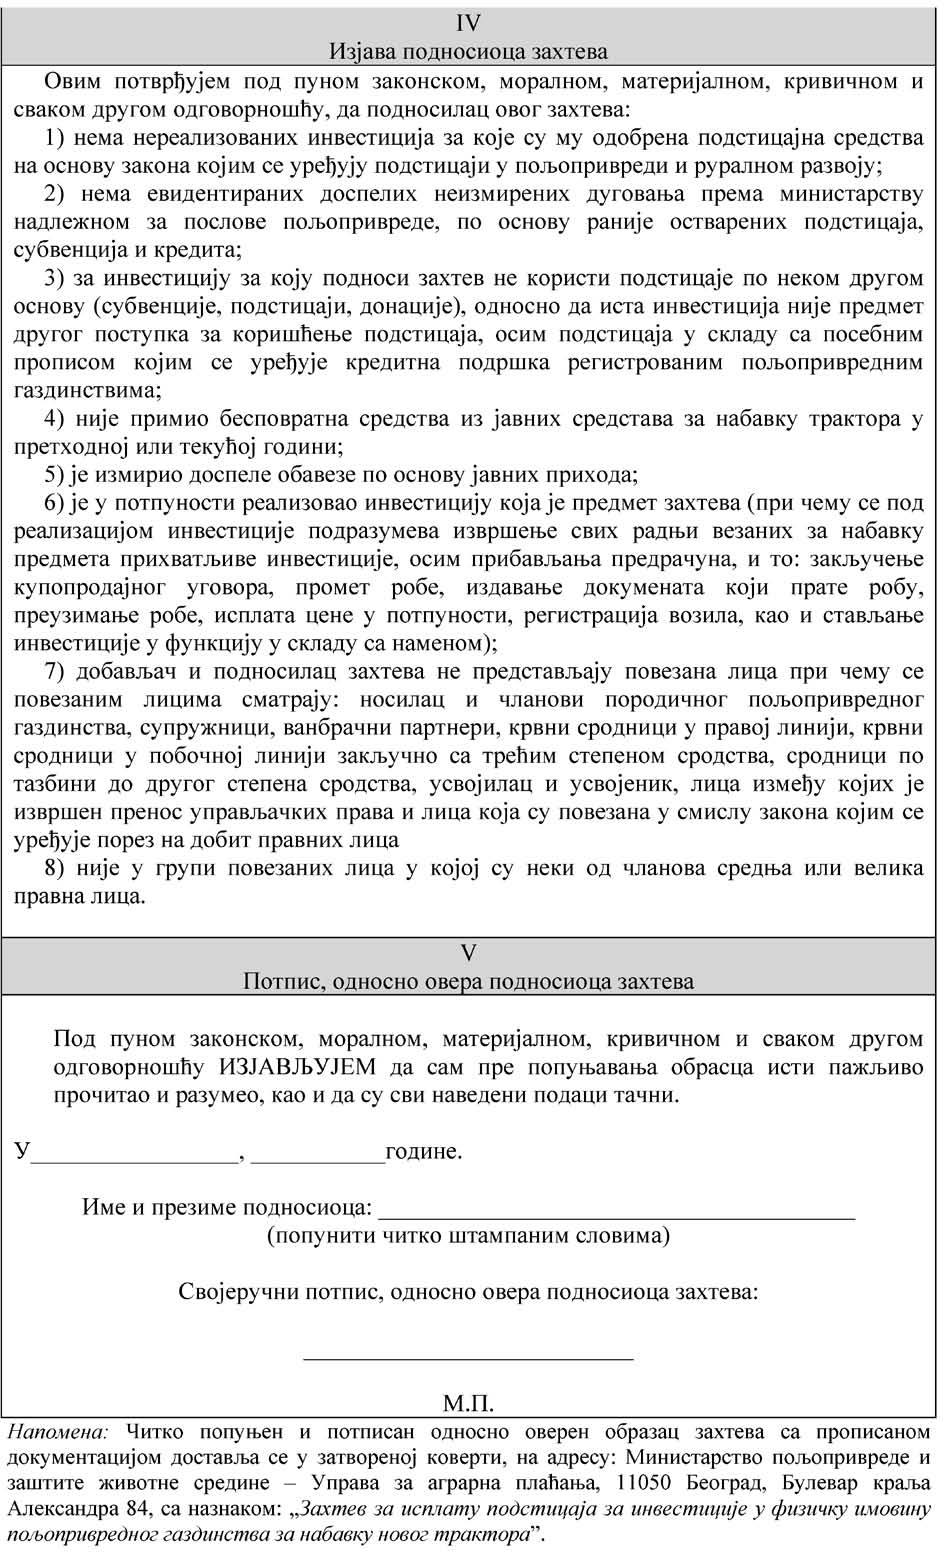 IV
Изјава подносиоца захтева
Овим потврђујем под пуном законском, моралном, материјалном, кривичном и
сваком другом одговорношћу, да подносилац овог захтева:
1) нема нереализованих инвестиција за које су му одобрена подстицајна средства
на основу закона којим се уређују подстицаји у пољопривреди и руралном развоју;
2) нема евидентираних доспелих неизмирених дуговања према министарству
надлежном за послове пољопривреде, по основу раније остварених подстицаја,
субвенција и кредита;
3) за инвестицију за коју подноси захтев не користи подстицаје по неком другом
основу (субвенције, подстицаји, донације), односно да иста инвестиција није предмет
другог поступка за коришћење подстицаја, осим подстицаја у складу са посебним
прописом којим се уређује кредитна подршка регистрованим пољопривредним
газдинствима;
4) није примио бесповратна средства из јавних средстава за набавку трактора у
претходној или текућој години;
5) је измирио доспеле обавезе по основу јавних прихода;
6) је у потпуности реализовао инвестицију која је предмет захтева (при чему се под
реализацијом инвестиције подразумева извршење свих радњи везаних за набавку
предмета прихватљиве инвестиције, осим прибављања предрачуна, и то: закључење
купопродајног уговора, промет робе, издавање докумената који прате робу,
преузимање робе, исплата цене у потпуности, регистрација возила, као и стављање
инвестиције у функцију у складу са наменом);
7) добављач и подносилац захтева не представљају повезана лица при чему се
повезаним лицима сматрају: носилац и чланови породичног пољопривредног
газдинства, супружници, ванбрачни партнери, крвни сродници у правој линији, крвни
сродници у побочној линији закључно са трећим степеном сродства, сродници по
тазбини до другог степена сродства, усвојилац и усвојеник, лица између којих је
извршен пренос управљачких права и лица која су повезана у смислу закона којим се
уређује порез на добит правних лица
8) није у групи повезаних лица у којој су неки од чланова средња или велика
правна лица.
V
Потпис, односно овера подносиоца захтева
Под пуном законском, моралном, материјалном, кривичном и сваком другом
одговорношћу ИЗЈАВЉУЈЕМ да сам пре попуњавања обрасца исти пажљиво
прочитао и разумео, као и да су сви наведени подаци тачни.
У_________________, ___________године.
Име и презиме подносиоца: _______________________________________
(попунити читко штампаним словима)
Својеручни потпис, односно овера подносиоца захтева:
___________________________
М.П.
Напомена: Читко попуњен и потписан односно оверен образац захтева са прописаном
документацијом доставља се у затвореној коверти, на адресу: Министарство пољопривреде и
заштите животне средине – Управа за аграрна плаћања, 11050 Београд, Булевар краља
Александра 84, са назнаком: „Захтев за исплату подстицаја за инвестиције у физичку имовину
пољопривредног газдинства за набавку новог трактора”.